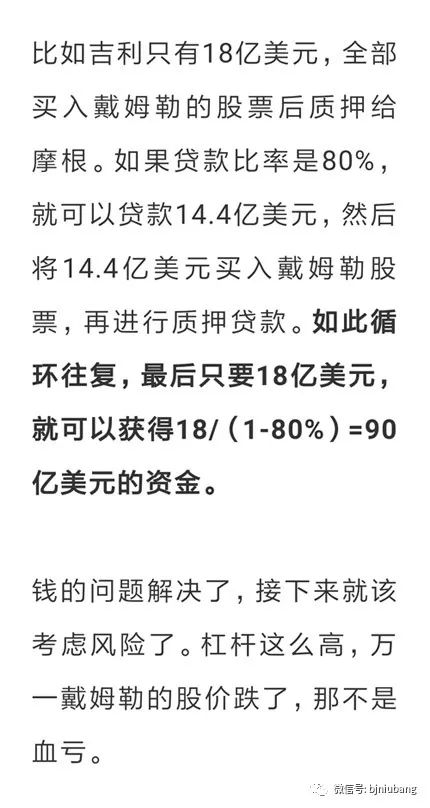 比如吉利只有18亿美元，全部
买入戴姆勒的股票后质押给
摩根。如果贷款比率是80%，
就可以贷款14.4亿美元，然后
将14.4亿美元买入戴姆勒股
票，再进行质押贷款。如此循
环往复，最后只要18亿美元，
就可以获得18/（1-80%）=90
亿美元的资金。
钱的问题解决了，接下来就该
考虑风险了。杠杆这么高，万
一戴姆勒的股价跌了，那不是
血亏。
微信号: bjniubang